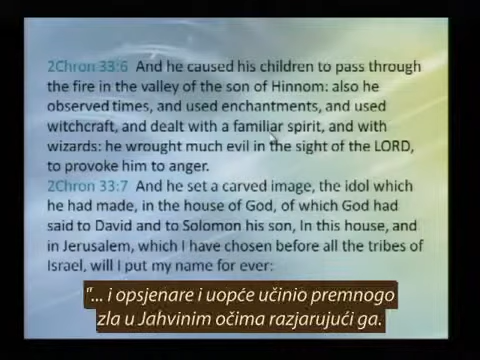 2Chron 33:6 And he caused his children to pass through
the fire in the valley of the son of Hinnom: also he
observed times, and used enchantments, and used
witchcraft, and dealt with a familiar spirit, and with
wizards: he wrought much evil in the sight of the LORD,
to provoke him to anger.
2Chron 33:7 And he set a carved image, the idol which
he had made, in the house of God, of which God had
said to David and to Solomon his son, In this house, and
in Jerusalem, which I have chosen before all the tribes of
Israel, will I put my name for ever:
"... i opsjenare i uopće učinio premnogo
zla u Jahvinim očima razjarujući ga.